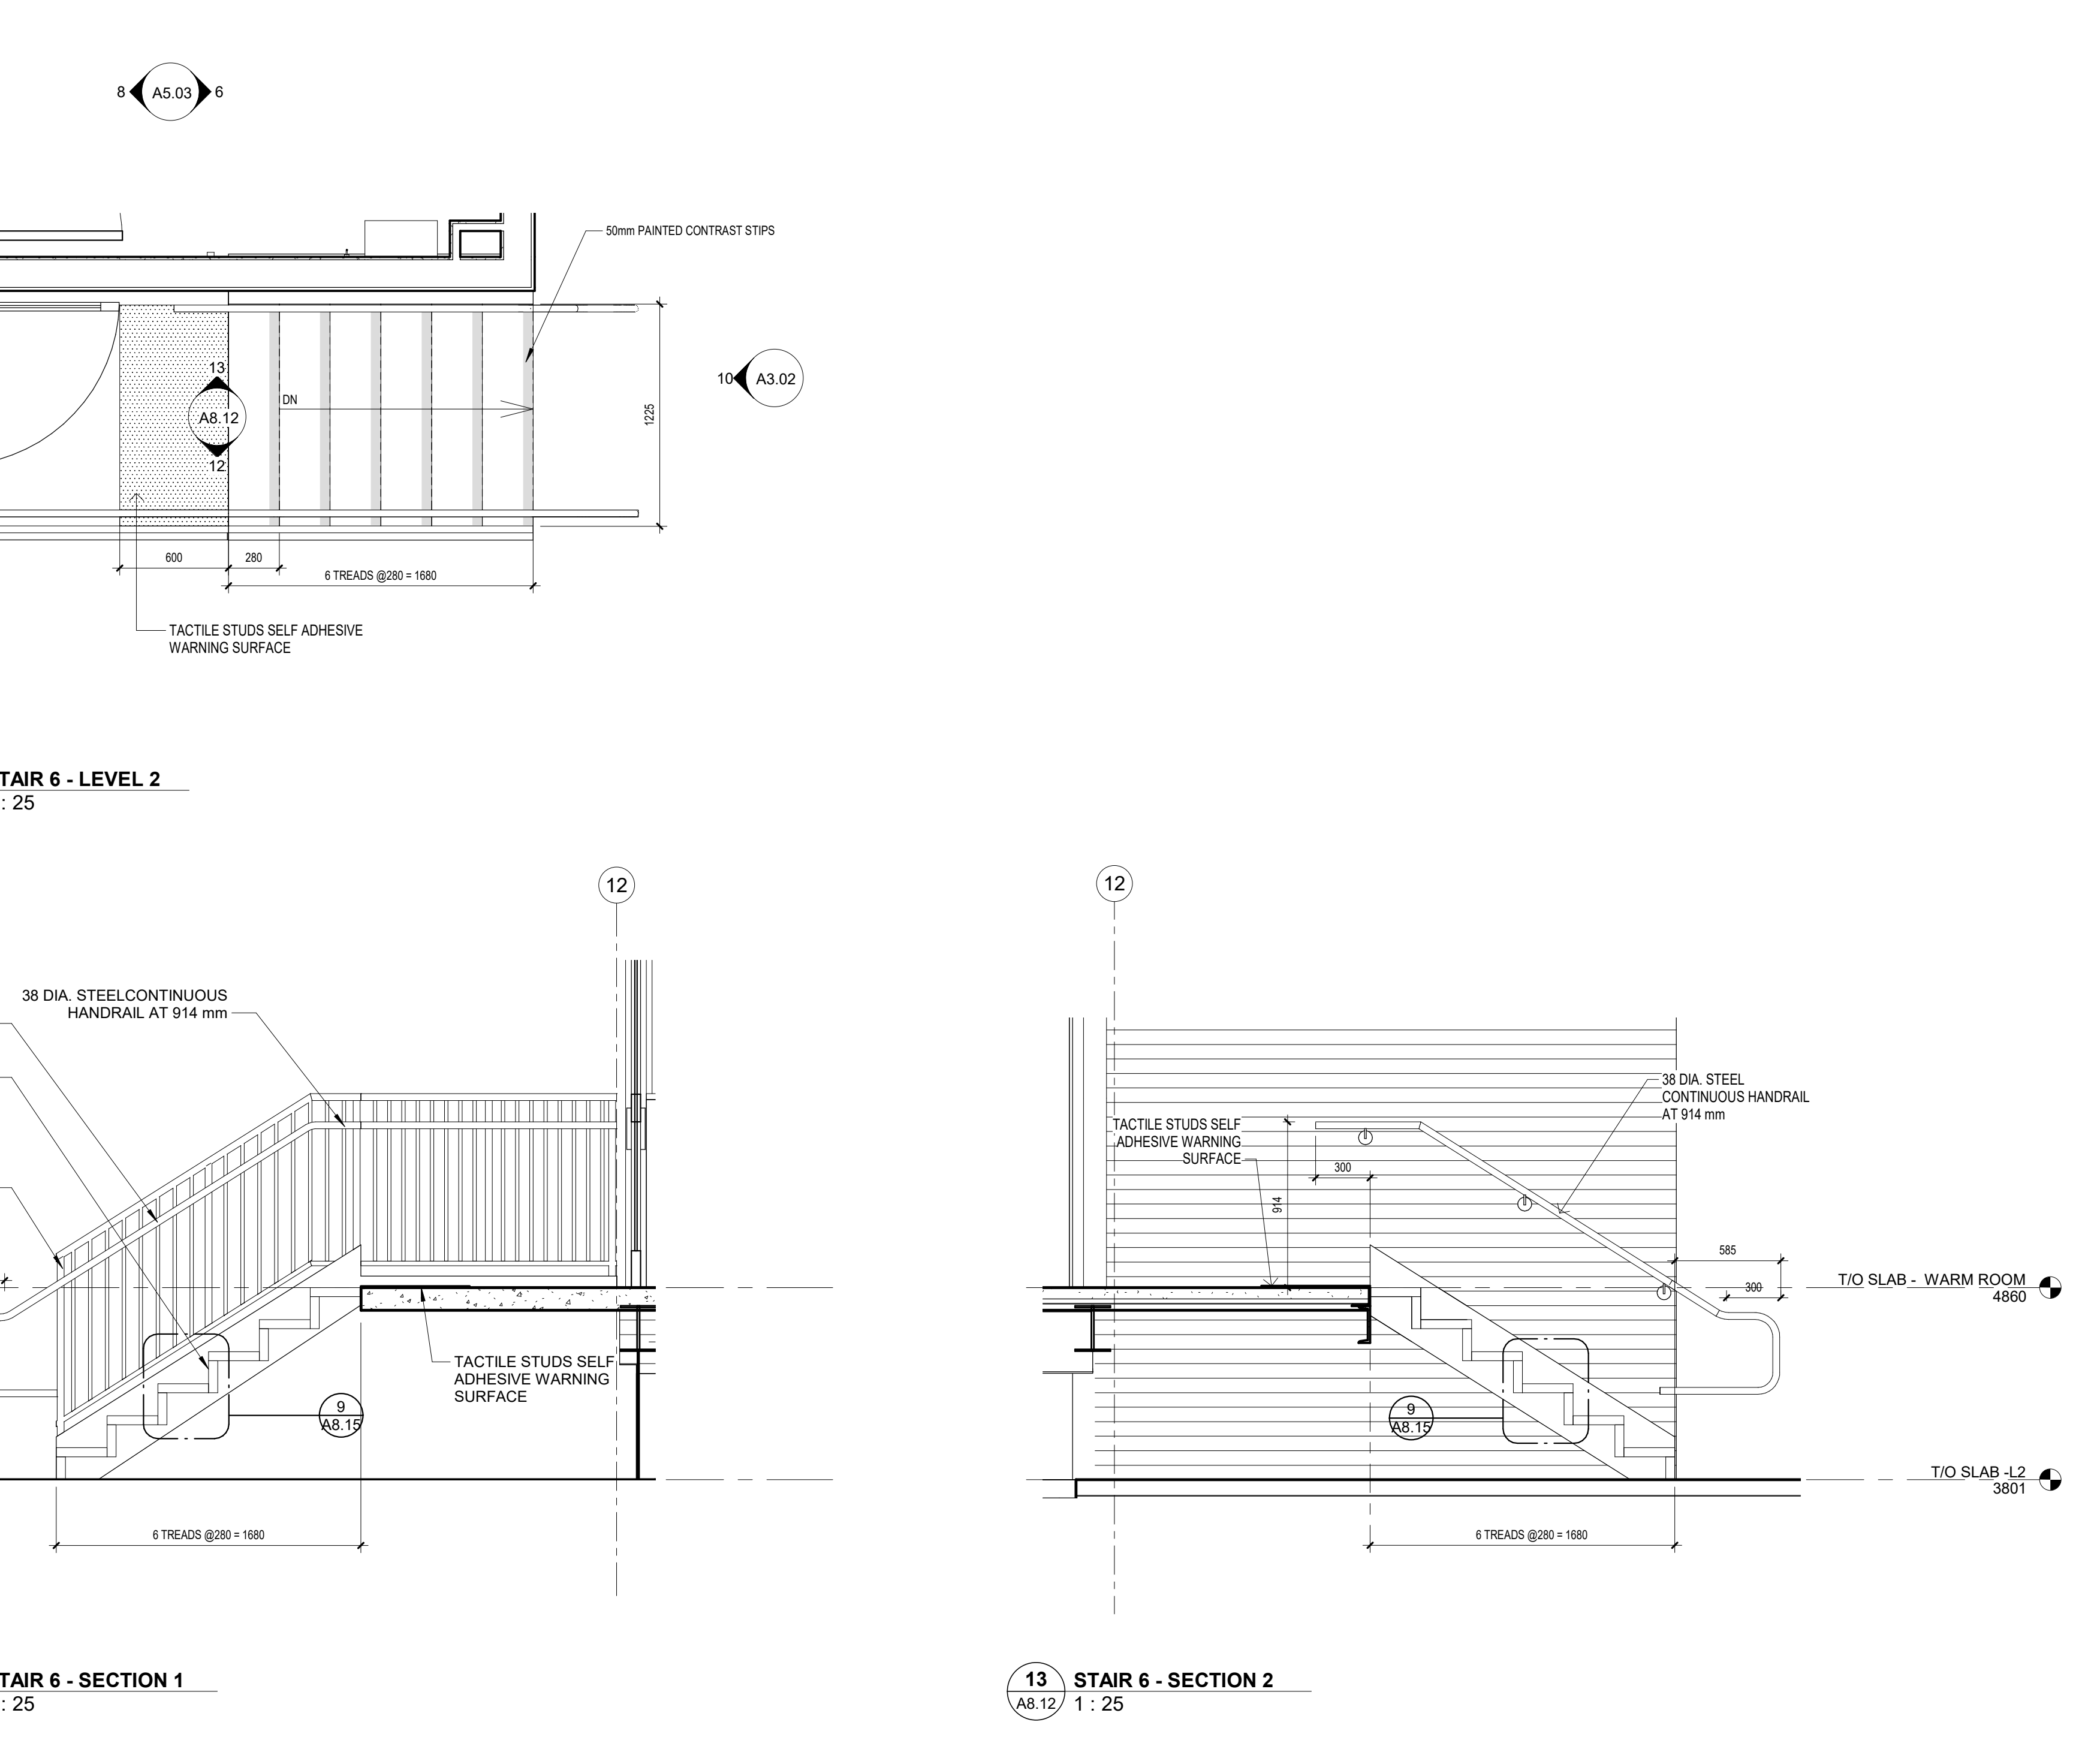 8 A5.03 6
50mm PAINTED CONTRAST STIPS
13
A8.12
12
DN
1225
10 A3.02
600
280
6 TREADS @280 = 1680
TACTILE STUDS SELF ADHESIVE
WARNING SURFACE
TAIR 6 - LEVEL 2
: 25
12
38 DIA. STEELCONTINUOUS
HANDRAIL AT 914 mm
TACTILE STUDS SELF
ADHESIVE WARNING
SURFACE
9
A8.15
6 TREADS @280 = 1680
TAIR 6 - SECTION 1
: 25
12
38 DIA. STEEL
CONTINUOUS HANDRAIL
AT 914 mm
TACTILE STUDS SELF
ADHESIVE WARNING
SURFACE
300
914
585
300
T/O SLAB - WARM ROOM
4860
9
A8.15
T/O SLAB -L2
3801
6 TREADS @280 = 1680
13
A8.12
STAIR 6 - SECTION 2
1 : 25